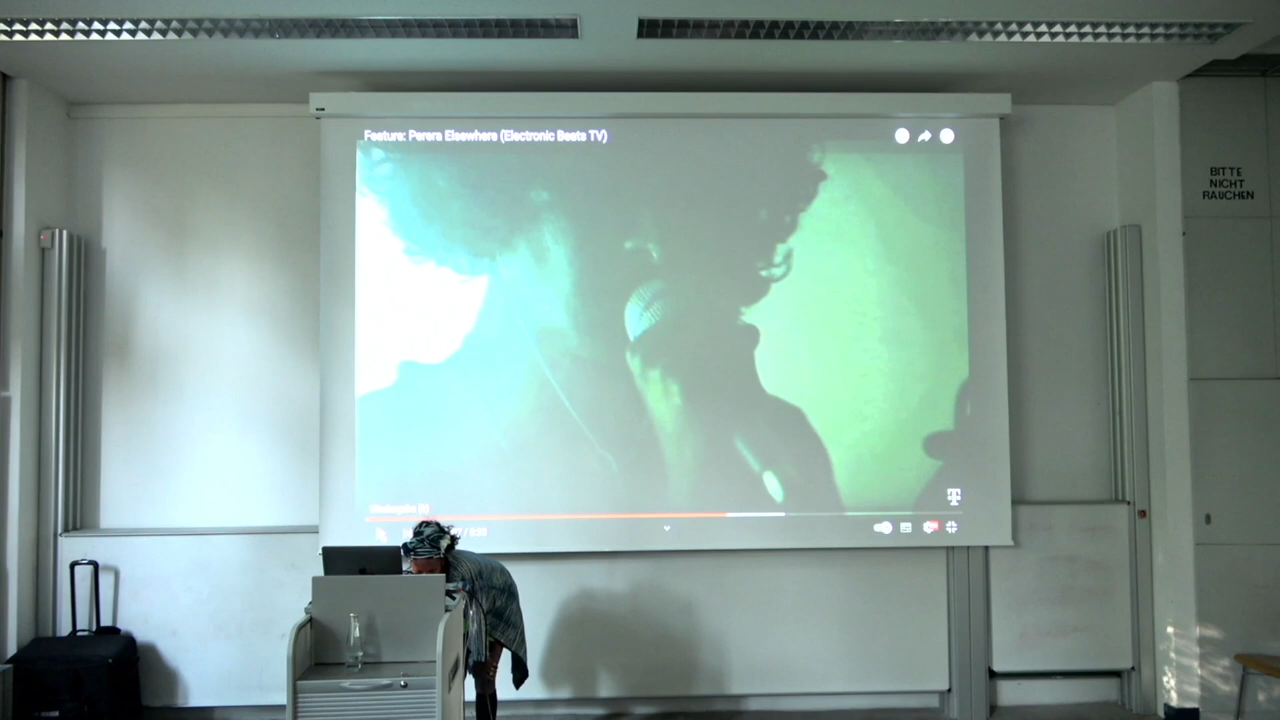 Feature: Perera Elsewhere (Electronic Beats TV)
BITTE
NICHT
RAUCHEN